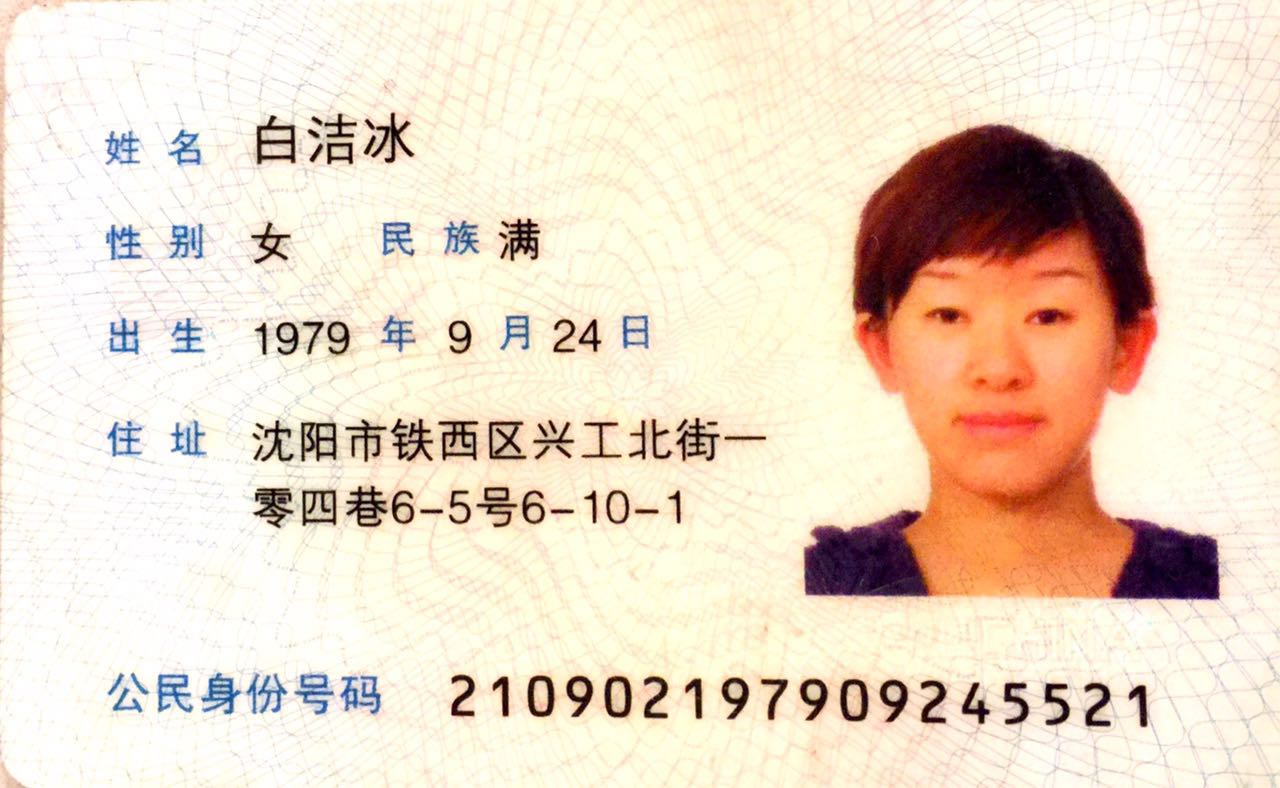 姓名 白洁冰
性别 女 民族 满
出生 1979 年 9 月 24 日
住址 沈阳市铁西区兴工北街一
零四巷6-5号6-10-1
公民身份号码 210902197909245521